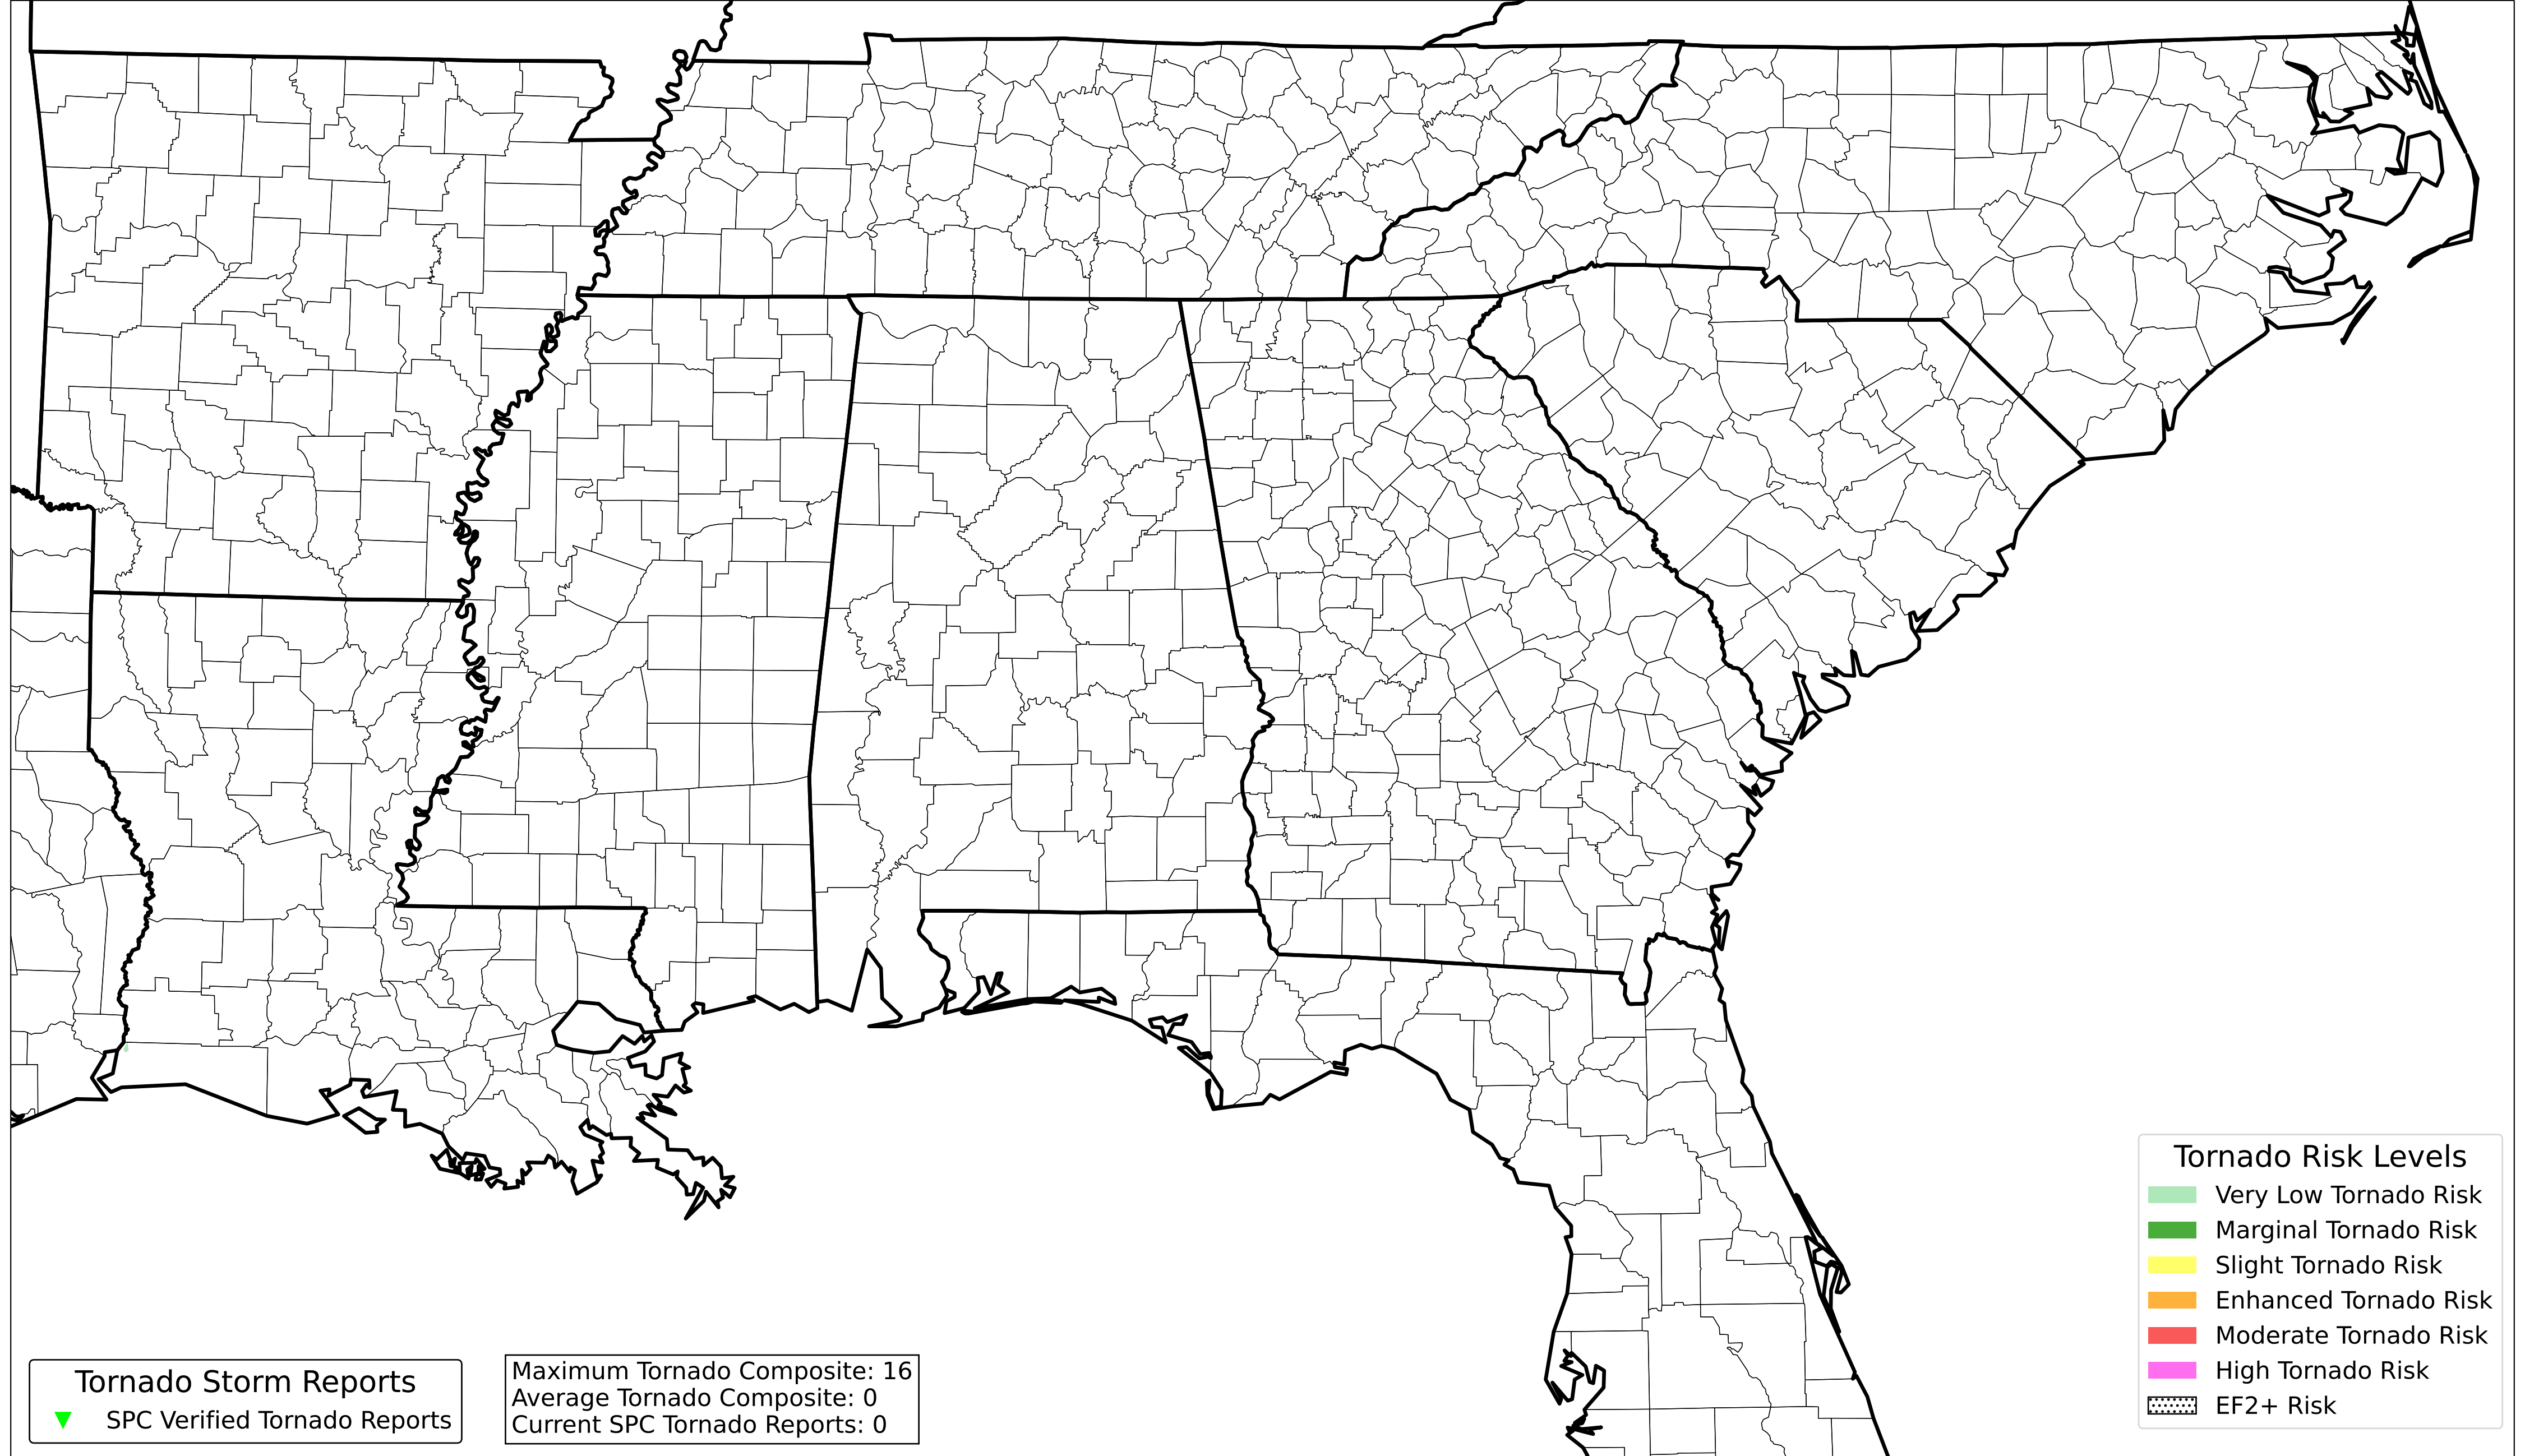 Tornado Risk Levels
Very Low Tornado Risk
Marginal Tornado Risk
Slight Tornado Risk
Enhanced Tornado Risk
Moderate Tornado Risk
High Tornado Risk
EF2+ Risk
Tornado Storm Reports
SPC Verified Tornado Reports
Maximum Tornado Composite: 16
Average Tornado Composite: 0
Current SPC Tornado Reports: 0